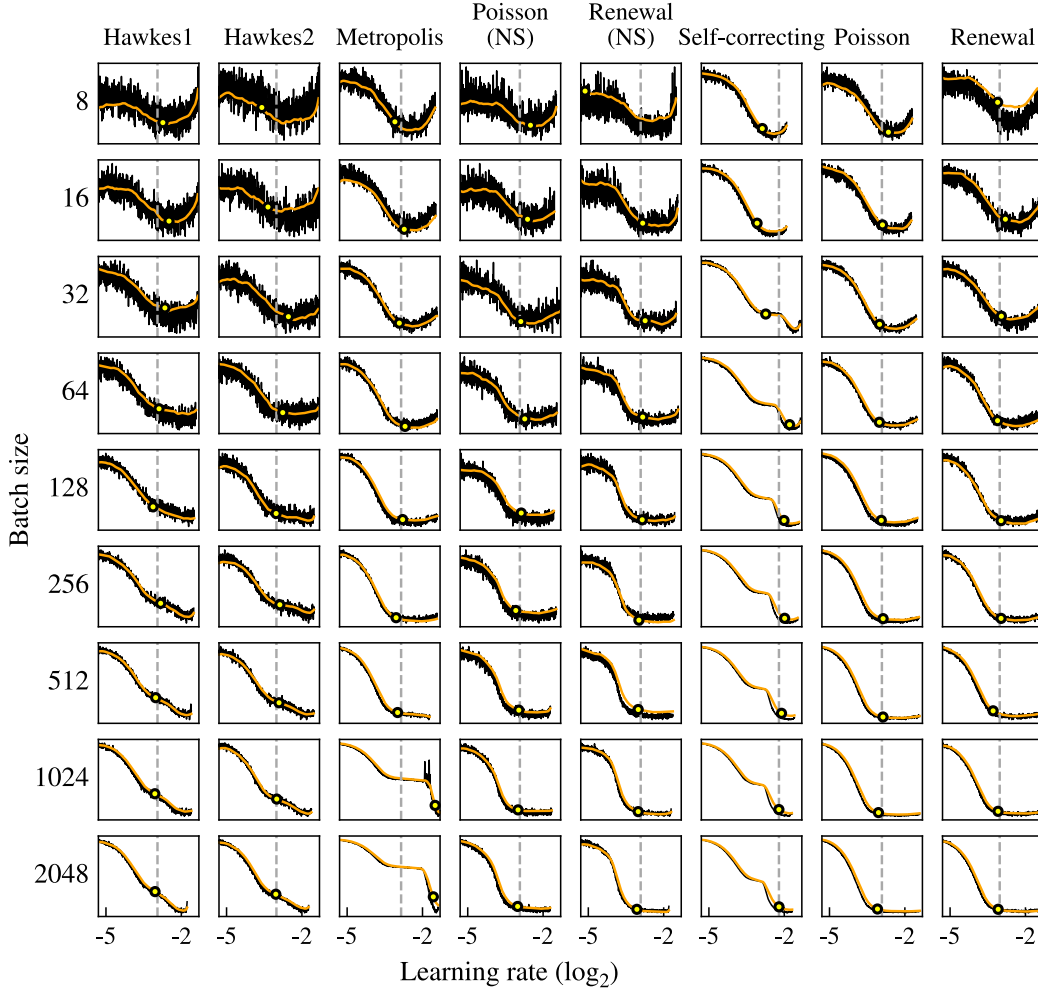 Hawkes1 Hawkes2 Metropolis Poisson (NS) Renewal (NS) Self-correcting Poisson Renewal
Batch size
8
16
32
64
128
256
512
1024
2048
-5 -2 -5 -2 -5 -2 -5 -2 -5 -2 -5 -2 -5 -2 -5 -2
Learning rate (log2)